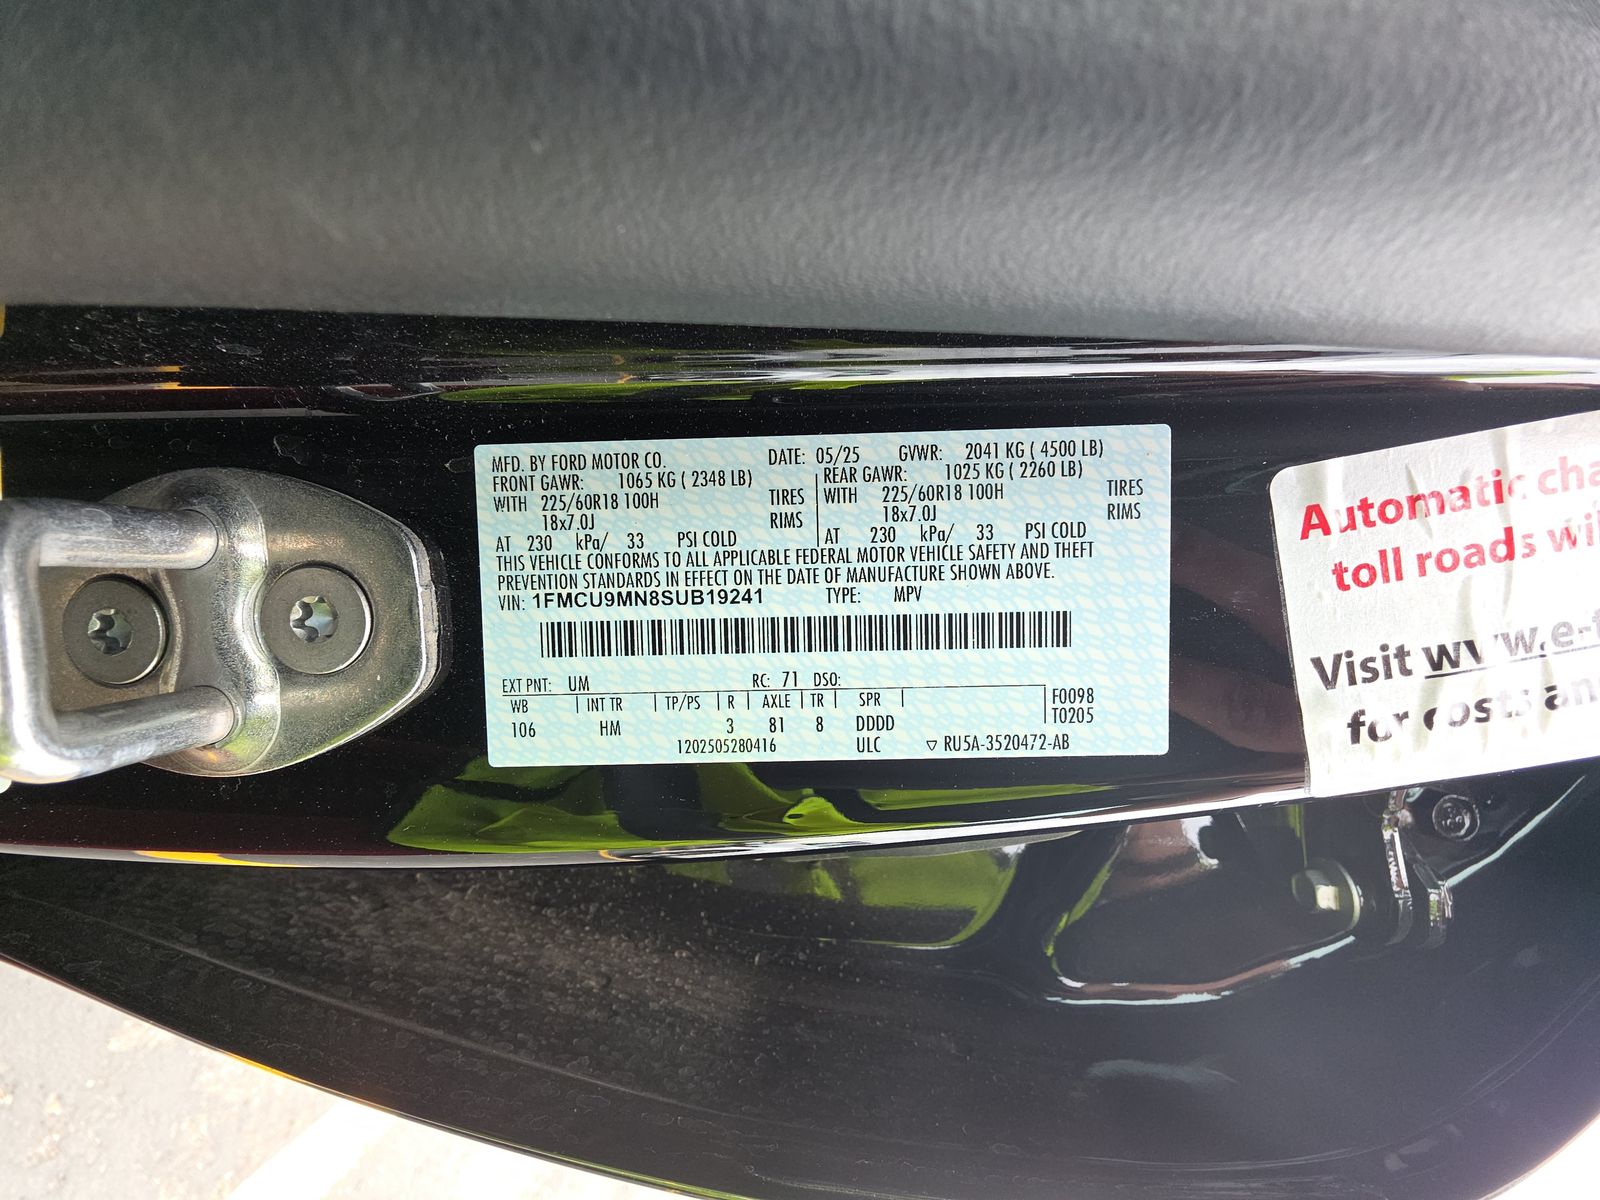 MFD. BY FORD MOTOR CO. DATE: 05/25 GVWR: 2041 KG ( 4500 LB)
FRONT GAWR: 1065 KG ( 2348 LB) REAR GAWR: 1025 KG ( 2260 LB)
WITH 225/60R18 100H TIRES WITH 225/60R18 100H TIRES
18x7.0J RIMS 18x7.0J RIMS
AT 230 kPa/ 33 PSI COLD AT 230 kPa/ 33 PSI COLD
THIS VEHICLE CONFORMS TO ALL APPLICABLE FEDERAL MOTOR VEHICLE SAFETY AND THEFT
PREVENTION STANDARDS IN EFFECT ON THE DATE OF MANUFACTURE SHOWN ABOVE.
VIN: 1FMCU9MN8SUB19241 TYPE: MPV
EXT PNT: UM RC: 71 DSO:
WB INT TR TP/PS R AXLE TR SPR F0098
106 HM 3 81 8 DDDD T0205
1202505280416 ULC ▽ RU5A-3520472-AB
Automatic
toll roads
Visit
for costs